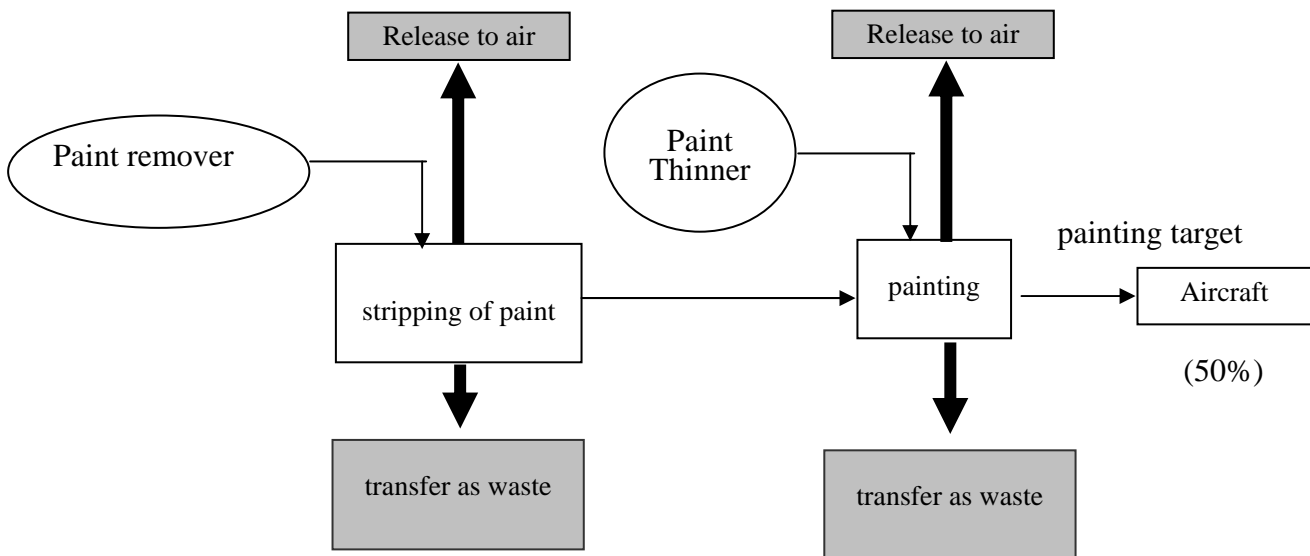 Release to air
Release to air
Paint remover
Paint
Thinner
painting target
stripping of paint
painting
Aircraft
(50%)
transfer as waste
transfer as waste